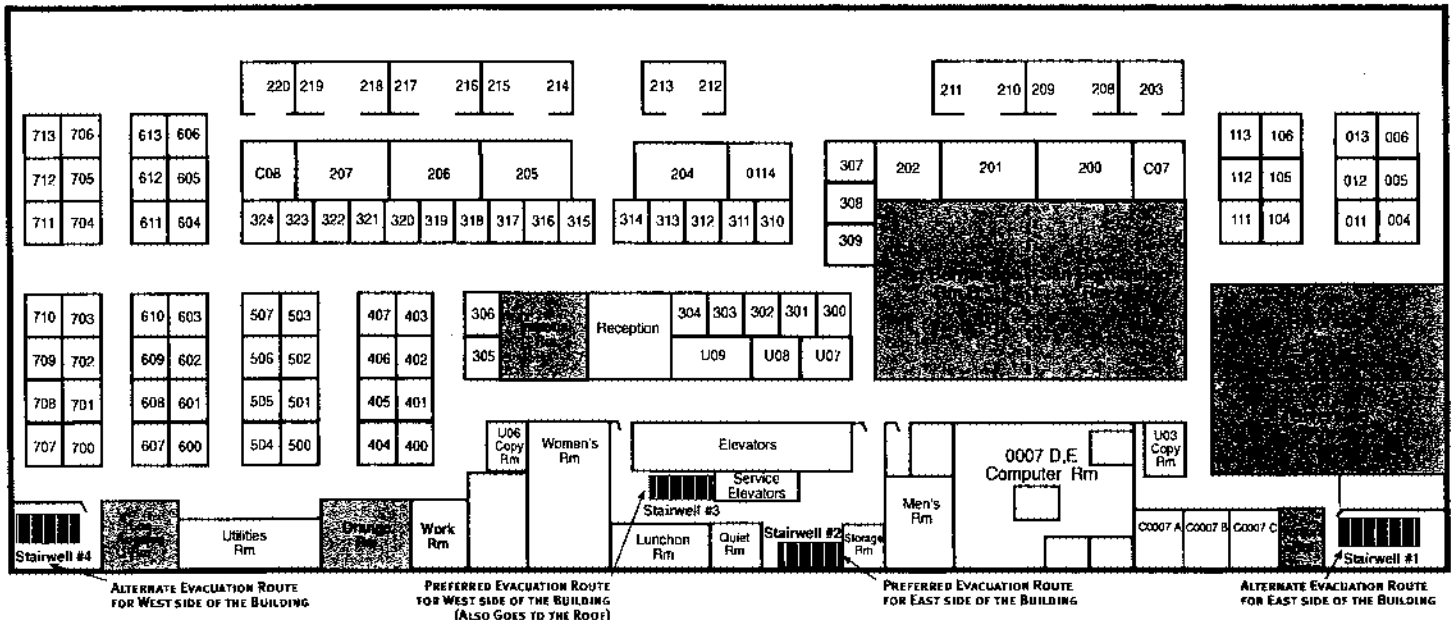 220 219 218 217 216 215 214
213 212
211 210 209 208 203
713 706
613 606
113 106
013 006
C08 207 206 205
204 0114
307 202 201 200 C07
712 705
612 605
112 105
012 005
308
711 704
611 604
324 323 322 321 320 319 318 317 316 315
314 313 312 311 310
111 104
011 004
309
710 703
610 603
507 503
407 403
306
Reception
304 303 302 301 300
709 702
609 602
506 502
406 402
305
U09 U08 U07
708 701
608 601
505 501
405 401
707 700
607 600
504 500
404 400
U06
Copy
Rm
Women's
Rm
Elevators
0007 D,E
Computer Rm
U03
Copy
Rm
Service
Elevators
Stairwell #3
Men's
Rm
Stairwell #4
Utilities
Rm
Orange
Rm
Work
Rm
Lunchon
Rm
Quiet
Rm
Stairwell #2
Storage
Rm
C0007 A C0007 B C0007 C
Stairwell #1
ALTERNATE EVACUATION ROUTE
FOR WEST SIDE OF THE BUILDING
PREFERRED EVACUATION ROUTE
FOR WEST SIDE OF THE BUILDING
(ALSO GOES TO THE ROOF)
PREFERRED EVACUATION ROUTE
FOR EAST SIDE OF THE BUILDING
ALTERNATE EVACUATION ROUTE
FOR EAST SIDE OF THE BUILDING